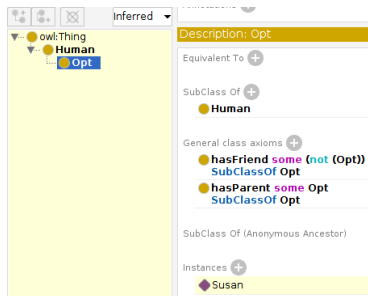 Inferred
owl:Thing
Human
Opt
Description: Opt
Equivalent To
SubClass Of
Human
General class axioms
hasFriend some (not (Opt))
SubClassOf Opt
hasParent some Opt
SubClassOf Opt
SubClass Of (Anonymous Ancestor)
Instances
Susan